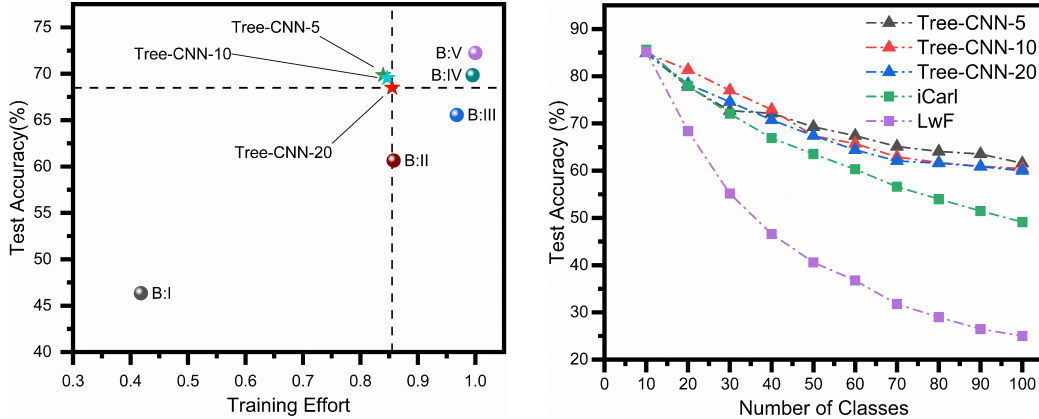 75
70
65
60
55
50
45
40
Test Accuracy(%)
Tree-CNN-5
Tree-CNN-10
Tree-CNN-20
B:V
B:IV
B:III
B:II
B:I
0.3 0.4 0.5 0.6 0.7 0.8 0.9 1.0
Training Effort
90
80
70
60
50
40
30
20
Test Accuracy (%)
Tree-CNN-5
Tree-CNN-10
Tree-CNN-20
iCarl
LwF
0 10 20 30 40 50 60 70 80 90 100
Number of Classes